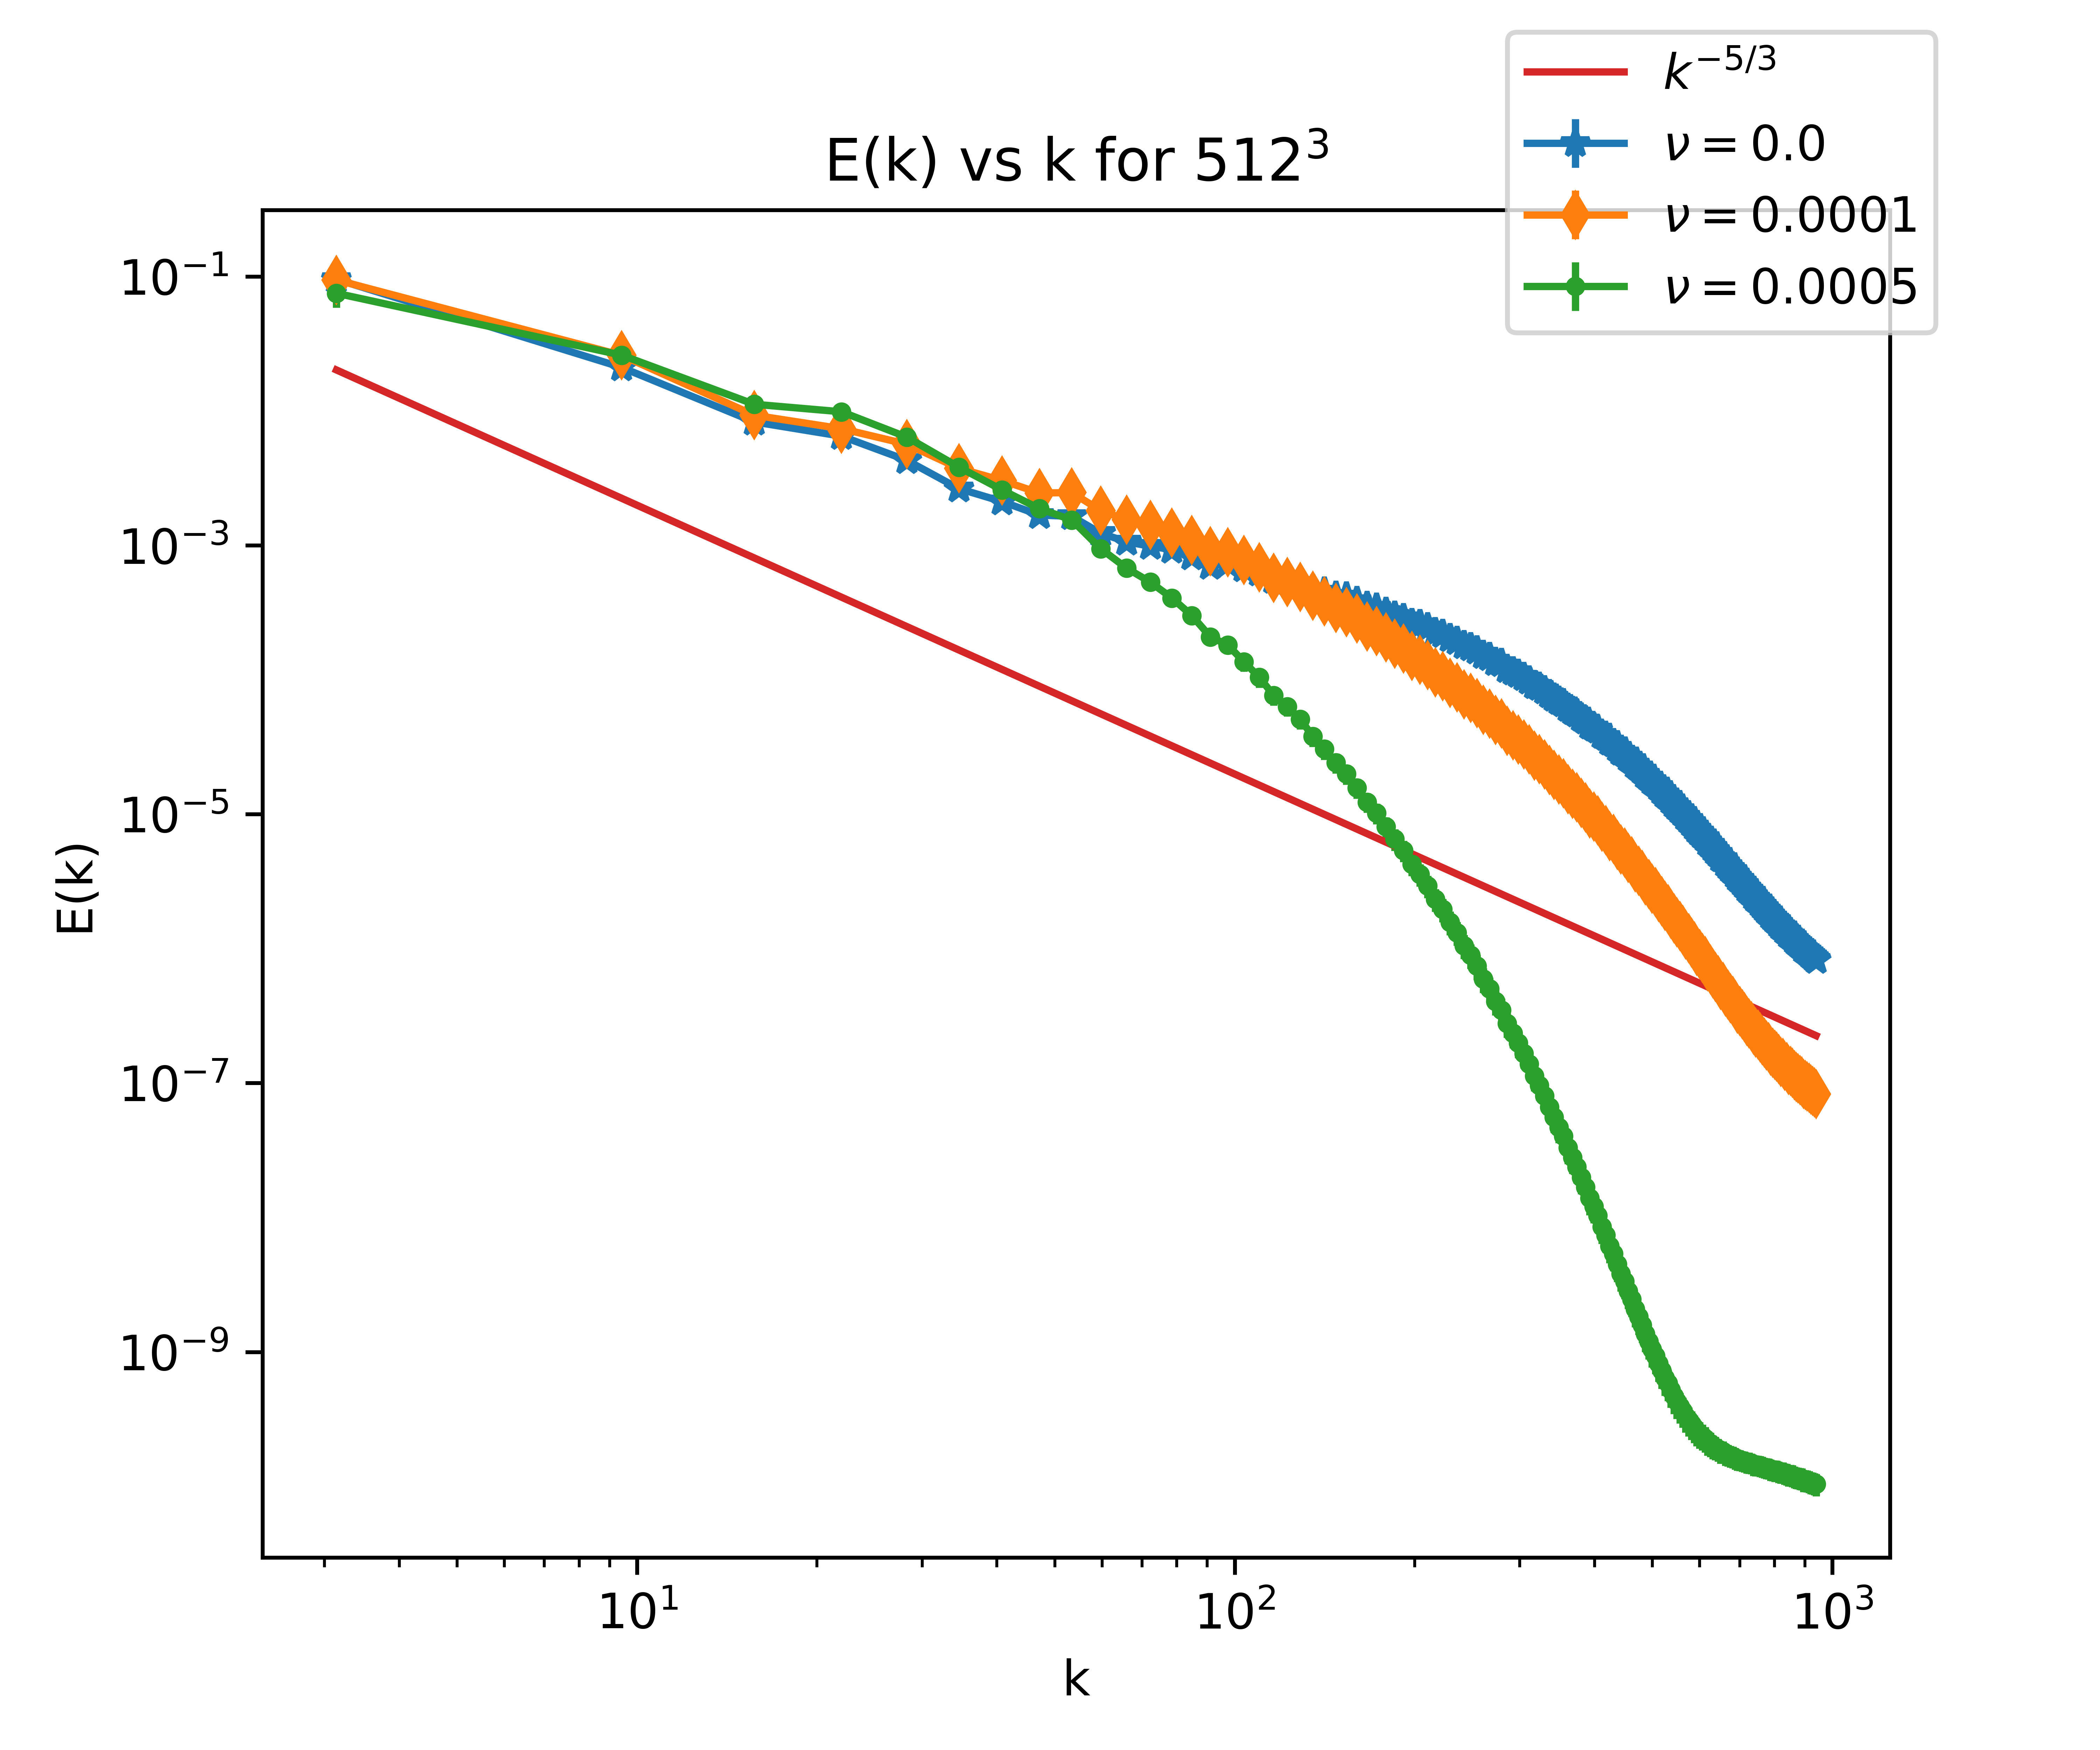 k^{-5/3}
ν = 0.0
ν = 0.0001
ν = 0.0005
E(k) vs k for 512³
10⁻¹
10⁻³
10⁻⁵
10⁻⁷
10⁻⁹
E(k)
10¹ 10² 10³
k